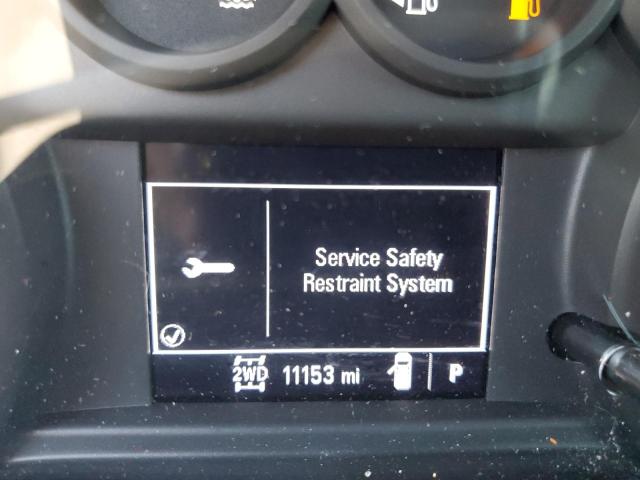 Service Safety
Restraint System
2WD 11153 mi P